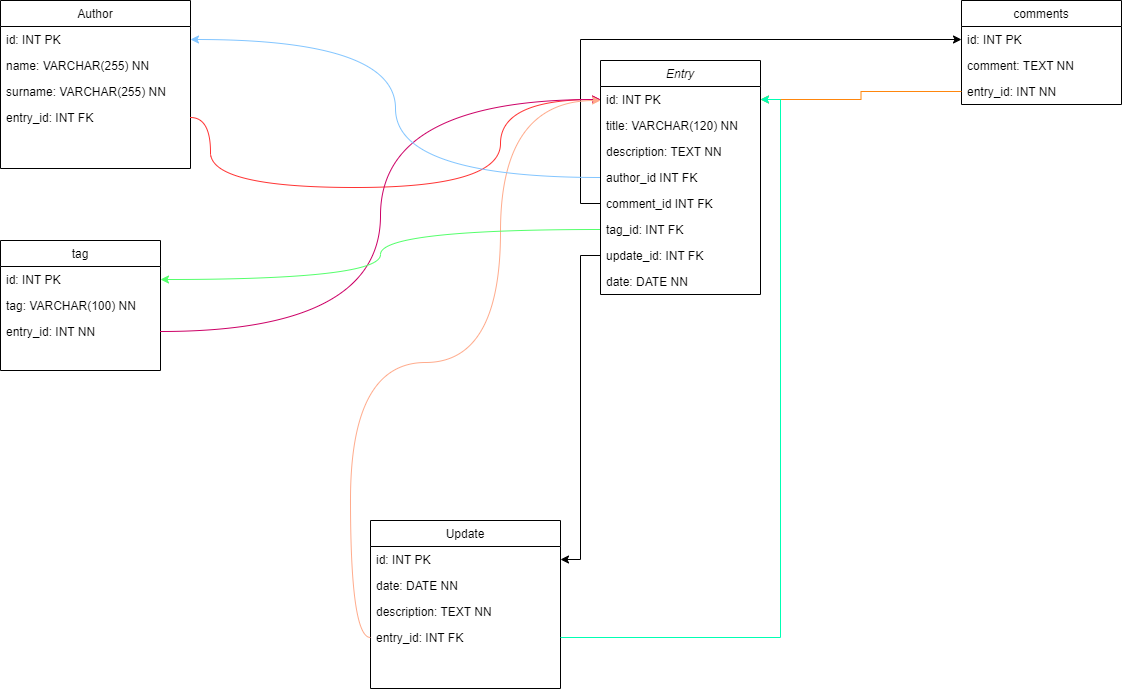 Author
id: INT PK
name: VARCHAR(255) NN
surname: VARCHAR(255) NN
entry_id: INT FK
comments
id: INT PK
comment: TEXT NN
entry_id: INT NN
Entry
id: INT PK
title: VARCHAR(120) NN
description: TEXT NN
author_id INT FK
comment_id INT FK
tag_id: INT FK
update_id: INT FK
date: DATE NN
tag
id: INT PK
tag: VARCHAR(100) NN
entry_id: INT NN
Update
id: INT PK
date: DATE NN
description: TEXT NN
entry_id: INT FK